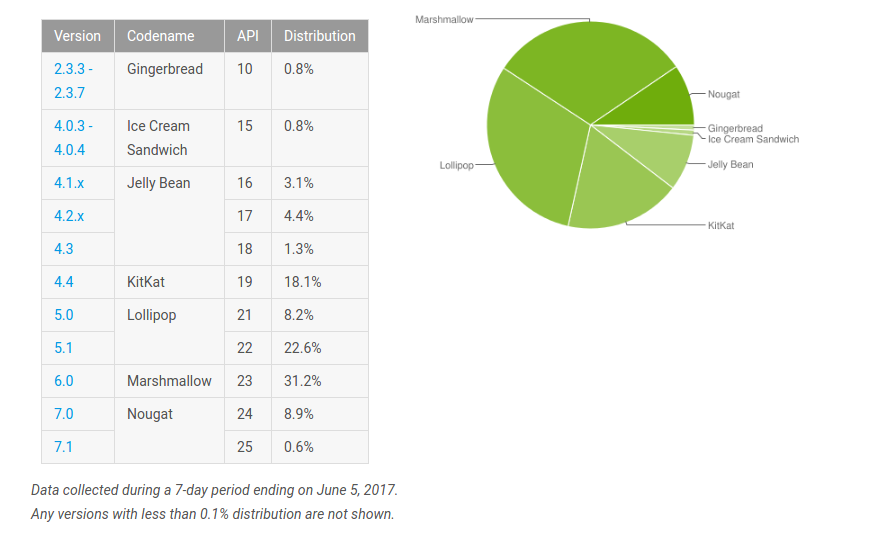 Version Codename API Distribution
2.3.3 - Gingerbread 10 0.8%
2.3.7
4.0.3 - Ice Cream 15 0.8%
4.0.4 Sandwich
4.1.x Jelly Bean 16 3.1%
4.2.x 17 4.4%
4.3 18 1.3%
4.4 KitKat 19 18.1%
5.0 Lollipop 21 8.2%
5.1 22 22.6%
6.0 Marshmallow 23 31.2%
7.0 Nougat 24 8.9%
7.1 25 0.6%
Data collected during a 7-day period ending on June 5, 2017.
Any versions with less than 0.1% distribution are not shown.
Marshmallow
Nougat
Gingerbread
Ice Cream Sandwich
Lollipop
Jelly Bean
KitKat